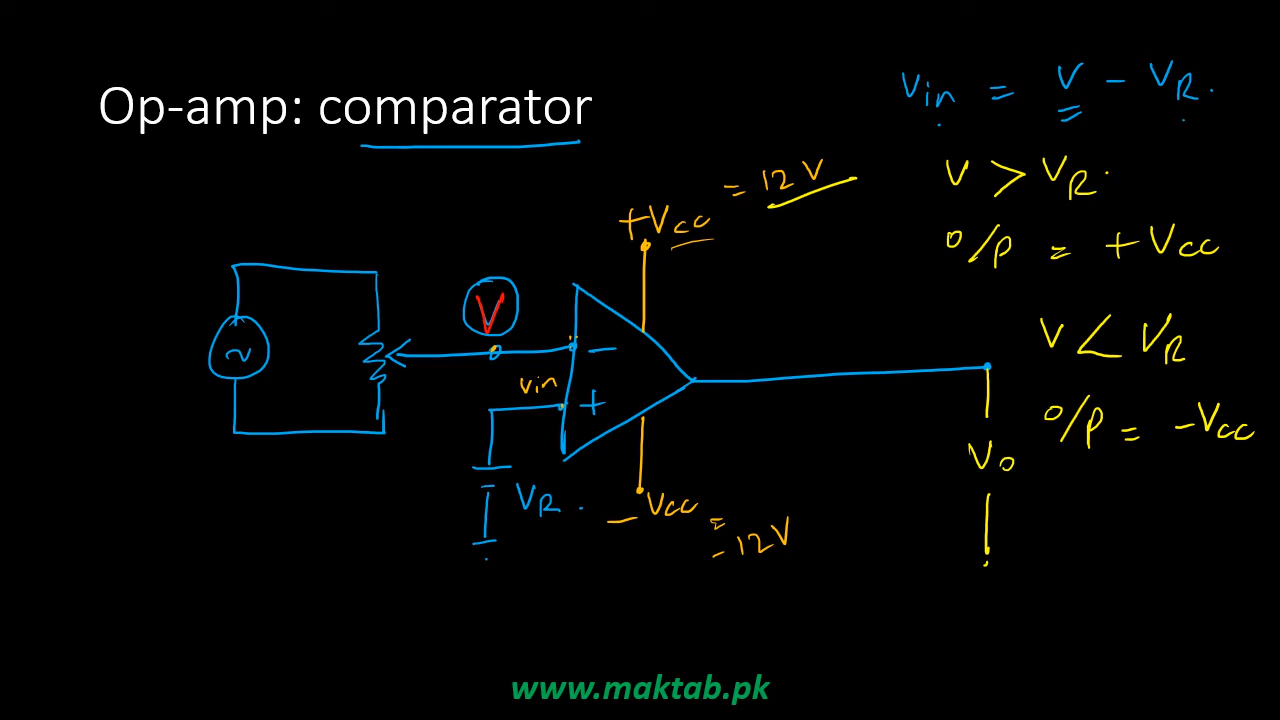 Op-amp: comparator
vin = V - VR.
V > VR.
O/P = +VCC
V < VR
O/P = -VCC
+VCC = 12V
V
~
-
vin
+
VR.
-VCC = -12V
Vo
www.maktab.pk